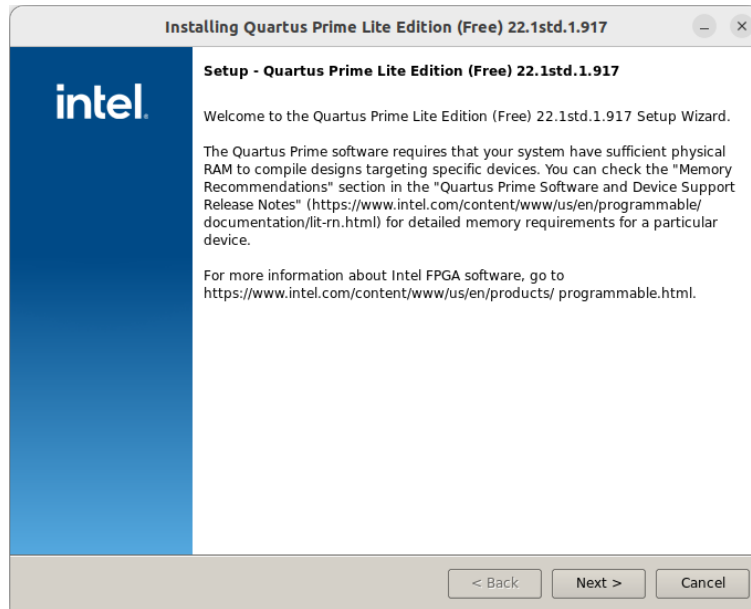 Installing Quartus Prime Lite Edition (Free) 22.1std.1.917
intel.
Setup - Quartus Prime Lite Edition (Free) 22.1std.1.917
Welcome to the Quartus Prime Lite Edition (Free) 22.1std.1.917 Setup Wizard.
The Quartus Prime software requires that your system have sufficient physical
RAM to compile designs targeting specific devices. You can check the "Memory
Recommendations" section in the "Quartus Prime Software and Device Support
Release Notes" (https://www.intel.com/content/www/us/en/programmable/
documentation/lit-rn.html) for detailed memory requirements for a particular
device.
For more information about Intel FPGA software, go to
https://www.intel.com/content/www/us/en/products/ programmable.html.
< Back
Next >
Cancel